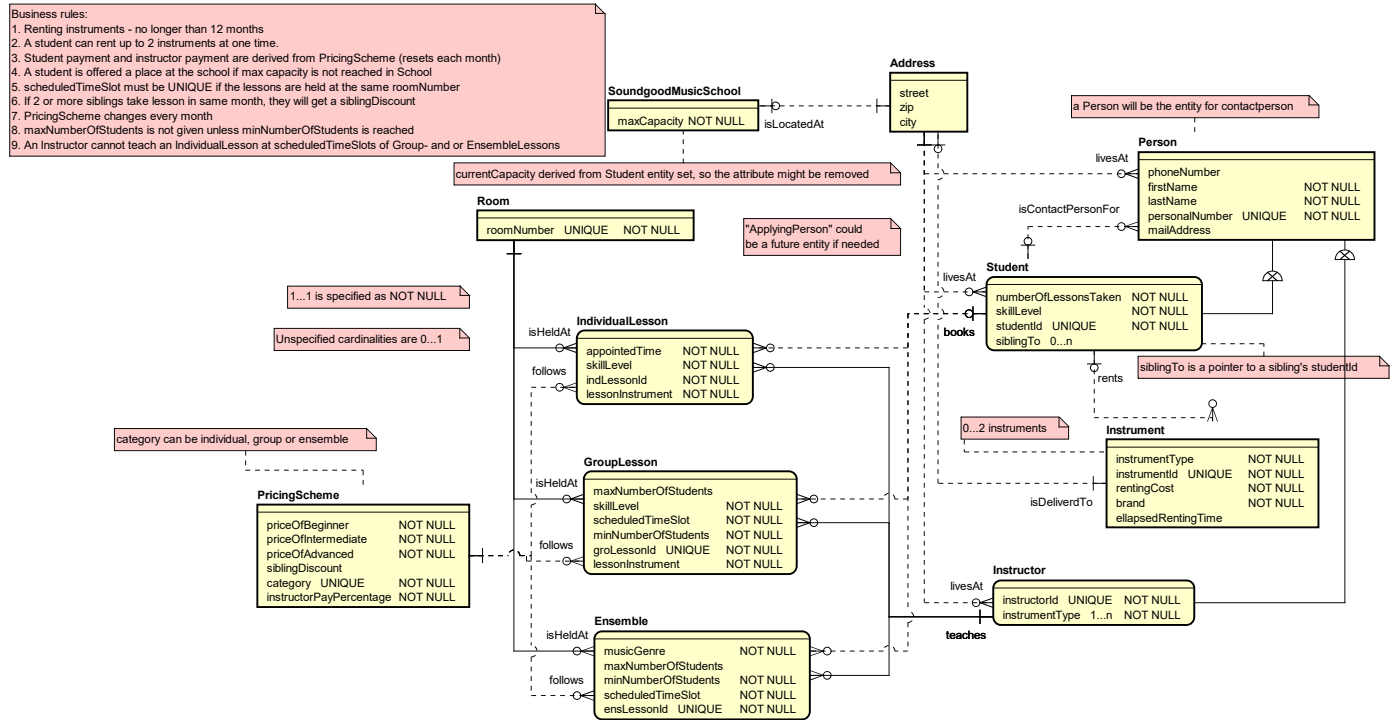 Business rules:
1. Renting instruments - no longer than 12 months
2. A student can rent up to 2 instruments at one time.
3. Student payment and instructor payment are derived from PricingScheme (resets each month)
4. A student is offered a place at the school if max capacity is not reached in School
5. scheduledTimeSlot must be UNIQUE if the lessons are held at the same roomNumber
6. If 2 or more siblings take lesson in same month, they will get a siblingDiscount
7. PricingScheme changes every month
8. maxNumberOfStudents is not given unless minNumberOfStudents is reached
9. An Instructor cannot teach an IndividualLesson at scheduledTimeSlots of Group- and or EnsembleLessons
SoundgoodMusicSchool
maxCapacity NOT NULL
isLocatedAt
Address
street
zip
city
a Person will be the entity for contactperson
Person
phoneNumber
firstName NOT NULL
lastName NOT NULL
personalNumber UNIQUE NOT NULL
mailAddress
livesAt
isContactPersonFor
currentCapacity derived from Student entity set, so the attribute might be removed
Room
roomNumber UNIQUE NOT NULL
"ApplyingPerson" could
be a future entity if needed
livesAt
Student
numberOfLessonsTaken NOT NULL
skillLevel NOT NULL
studentId UNIQUE NOT NULL
siblingTo 0...n
books
rents
siblingTo is a pointer to a sibling's studentId
1...1 is specified as NOT NULL
Unspecified cardinalities are 0...1
isHeldAt
IndividualLesson
appointedTime NOT NULL
skillLevel NOT NULL
indLessonId NOT NULL
lessonInstrument NOT NULL
follows
category can be individual, group or ensemble
0...2 instruments
Instrument
instrumentType NOT NULL
instrumentId UNIQUE NOT NULL
rentingCost NOT NULL
brand NOT NULL
ellapsedRentingTime
isDeliverdTo
isHeldAt
GroupLesson
maxNumberOfStudents
skillLevel NOT NULL
scheduledTimeSlot NOT NULL
minNumberOfStudents NOT NULL
groLessonId UNIQUE NOT NULL
lessonInstrument NOT NULL
follows
PricingScheme
priceOfBeginner NOT NULL
priceOfIntermediate NOT NULL
priceOfAdvanced NOT NULL
siblingDiscount
category UNIQUE NOT NULL
instructorPayPercentage NOT NULL
livesAt
Instructor
instructorId UNIQUE NOT NULL
instrumentType 1...n NOT NULL
teaches
isHeldAt
Ensemble
musicGenre NOT NULL
maxNumberOfStudents
minNumberOfStudents NOT NULL
scheduledTimeSlot NOT NULL
ensLessonId UNIQUE NOT NULL
follows